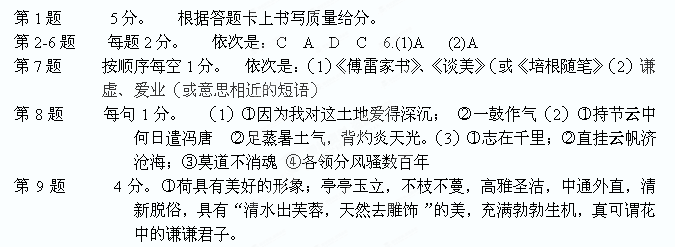 第1题 5分。 根据答题卡上书写质量给分。
第2-6题 每题2分。 依次是：C A D C 6.(1)A (2)A
第7题 按顺序每空1分。 依次是：(1)《傅雷家书》、《谈美》(或《培根随笔》(2)谦
虚、爱业（或意思相近的短语）
第8题 每句1分。 （1）①因为我对这土地爱得深沉； ②一鼓作气（2）①持节云中
何日遣冯唐 ②足蒸暑土气，背灼炎天光。（3）①志在千里；②直挂云帆济
沧海；③莫道不消魂 ④各领分风骚数百年
第9题 4分。①荷具有美好的形象；亭亭玉立，不枝不蔓，高雅圣洁，中通外直，清
新脱俗，具有“清水出芙蓉，天然去雕饰”的美，充满勃勃生机，真可谓花
中的谦谦君子。